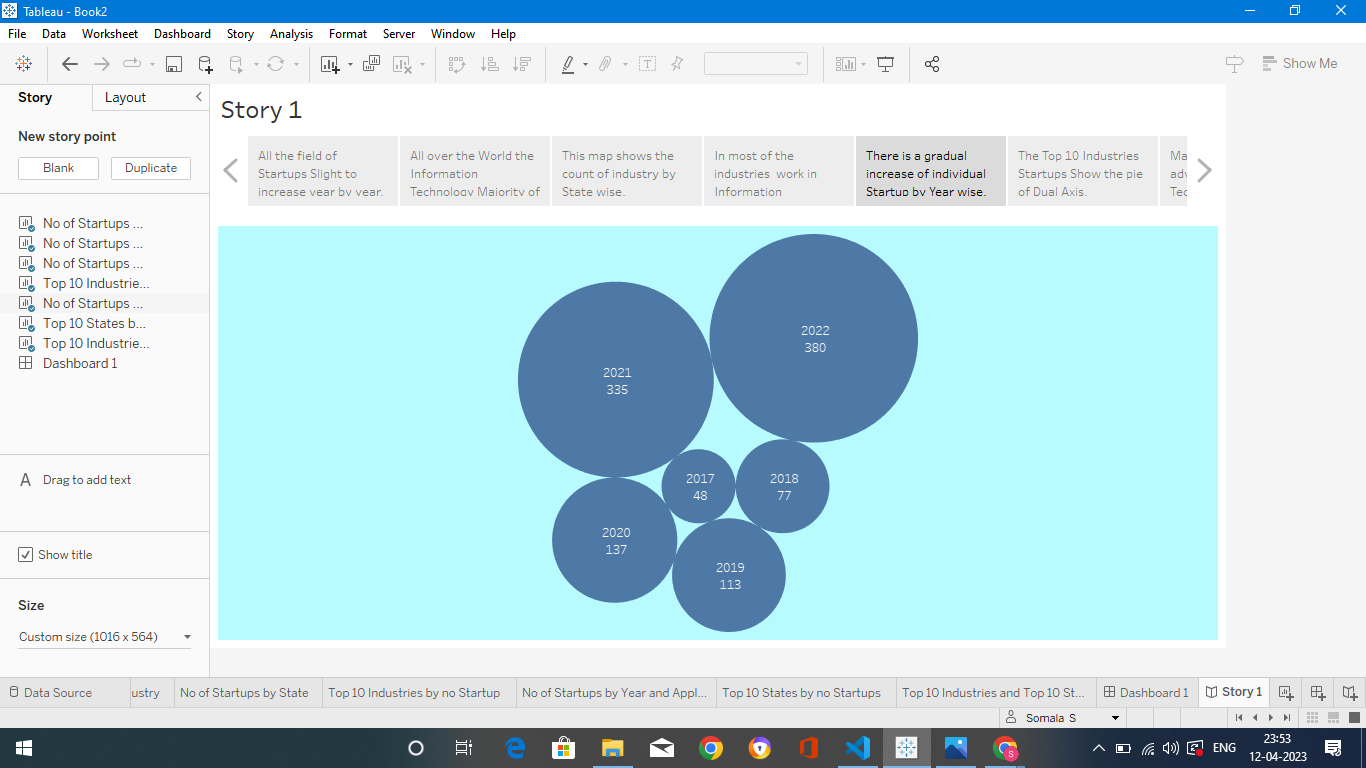 Tableau - Book2
File Data Worksheet Dashboard Story Analysis Format Server Window Help
Show Me
Story Layout
New story point
Blank Duplicate
No of Startups ...
No of Startups ...
No of Startups ...
Top 10 Industrie...
No of Startups ...
Top 10 States b...
Top 10 Industrie...
Dashboard 1
A Drag to add text
Show title
Size
Custom size (1016 x 564)
Story 1
All the field of
Startups Slight to
increase year by year.
All over the World the
Information
Technology Majority of
This map shows the
count of industry by
State wise.
In most of the
industries work in
Information
There is a gradual
increase of individual
Startup by Year wise.
The Top 10 Industries
Startups Show the pie
of Dual Axis.
Ma
adv
Tec
2022
380
2021
335
2017
48
2018
77
2020
137
2019
113
Data Source ustry No of Startups by State Top 10 Industries by no Startup No of Startups by Year and Appl... Top 10 States by no Startups Top 10 Industries and Top 10 St... Dashboard 1 Story 1
Somala S
ENG
23:53
12-04-2023